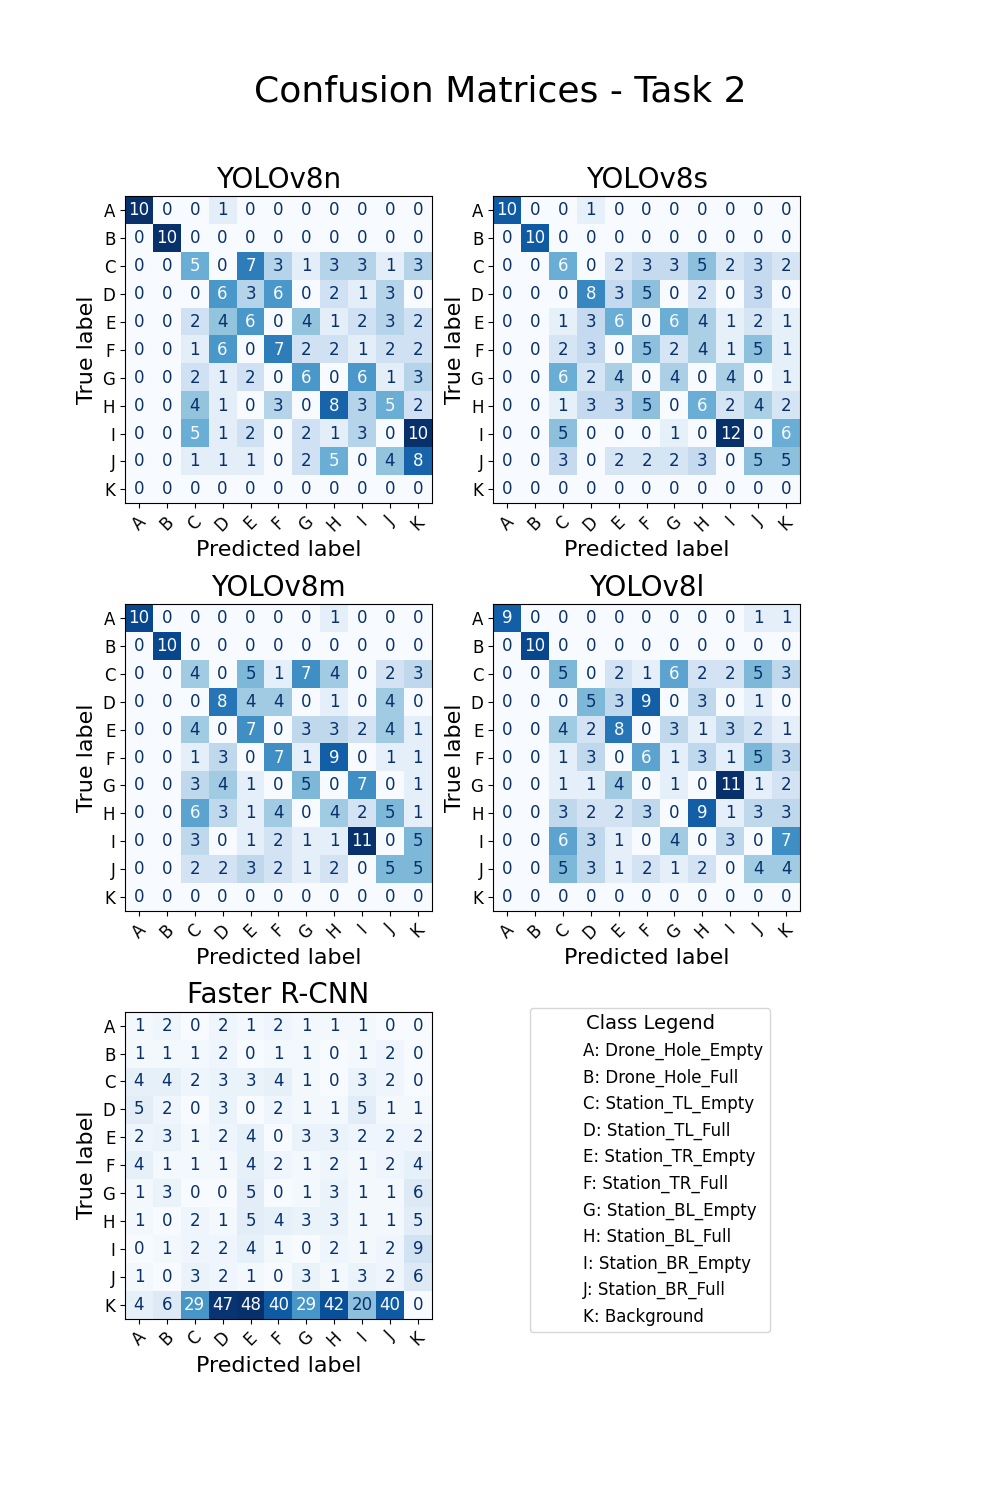 Confusion Matrices - Task 2
YOLOv8n
True label
A 10 0 0 1 0 0 0 0 0 0 0
B 0 10 0 0 0 0 0 0 0 0 0
C 0 0 5 0 7 3 1 3 3 1 3
D 0 0 0 6 3 6 0 2 1 3 0
E 0 0 2 4 6 0 4 1 2 3 2
F 0 0 1 6 0 7 2 2 1 2 2
G 0 0 2 1 2 0 6 0 6 1 3
H 0 0 4 1 0 3 0 8 3 5 2
I 0 0 5 1 2 0 2 1 3 0 10
J 0 0 1 1 1 0 2 5 0 4 8
K 0 0 0 0 0 0 0 0 0 0 0
A B C D E F G H I J K
Predicted label
YOLOv8s
True label
A 10 0 0 1 0 0 0 0 0 0 0
B 0 10 0 0 0 0 0 0 0 0 0
C 0 0 6 0 2 3 3 5 2 3 2
D 0 0 0 8 3 5 0 2 0 3 0
E 0 0 1 3 6 0 6 4 1 2 1
F 0 0 2 3 0 5 2 4 1 5 1
G 0 0 6 2 4 0 4 0 4 0 1
H 0 0 1 3 3 5 0 6 2 4 2
I 0 0 5 0 0 0 1 0 12 0 6
J 0 0 3 0 2 2 2 3 0 5 5
K 0 0 0 0 0 0 0 0 0 0 0
A B C D E F G H I J K
Predicted label
YOLOv8m
True label
A 10 0 0 0 0 0 0 1 0 0 0
B 0 10 0 0 0 0 0 0 0 0 0
C 0 0 4 0 5 1 7 4 0 2 3
D 0 0 0 8 4 4 0 1 0 4 0
E 0 0 4 0 7 0 3 3 2 4 1
F 0 0 1 3 0 7 1 9 0 1 1
G 0 0 3 4 1 0 5 0 7 0 1
H 0 0 6 3 1 4 0 4 2 5 1
I 0 0 3 0 1 2 1 1 11 0 5
J 0 0 2 2 3 2 1 2 0 5 5
K 0 0 0 0 0 0 0 0 0 0 0
A B C D E F G H I J K
Predicted label
YOLOv8l
True label
A 9 0 0 0 0 0 0 0 0 1 1
B 0 10 0 0 0 0 0 0 0 0 0
C 0 0 5 0 2 1 6 2 2 5 3
D 0 0 0 5 3 9 0 3 0 1 0
E 0 0 4 2 8 0 3 1 3 2 1
F 0 0 1 3 0 6 1 3 1 5 3
G 0 0 1 1 4 0 1 0 11 1 2
H 0 0 3 2 2 3 0 9 1 3 3
I 0 0 6 3 1 0 4 0 3 0 7
J 0 0 5 3 1 2 1 2 0 4 4
K 0 0 0 0 0 0 0 0 0 0 0
A B C D E F G H I J K
Predicted label
Faster R-CNN
True label
A 1 2 0 2 1 2 1 1 1 0 0
B 1 1 1 2 0 1 1 0 1 2 0
C 4 4 2 3 3 4 1 0 3 2 0
D 5 2 0 3 0 2 1 1 5 1 1
E 2 3 1 2 4 0 3 3 2 2 2
F 4 1 1 1 4 2 1 2 1 2 4
G 1 3 0 0 5 0 1 3 1 1 6
H 1 0 2 1 5 4 3 3 1 1 5
I 0 1 2 2 4 1 0 2 1 2 9
J 1 0 3 2 1 0 3 1 3 2 6
K 4 6 29 47 48 40 29 42 20 40 0
A B C D E F G H I J K
Predicted label
Class Legend
A: Drone_Hole_Empty
B: Drone_Hole_Full
C: Station_TL_Empty
D: Station_TL_Full
E: Station_TR_Empty
F: Station_TR_Full
G: Station_BL_Empty
H: Station_BL_Full
I: Station_BR_Empty
J: Station_BR_Full
K: Background